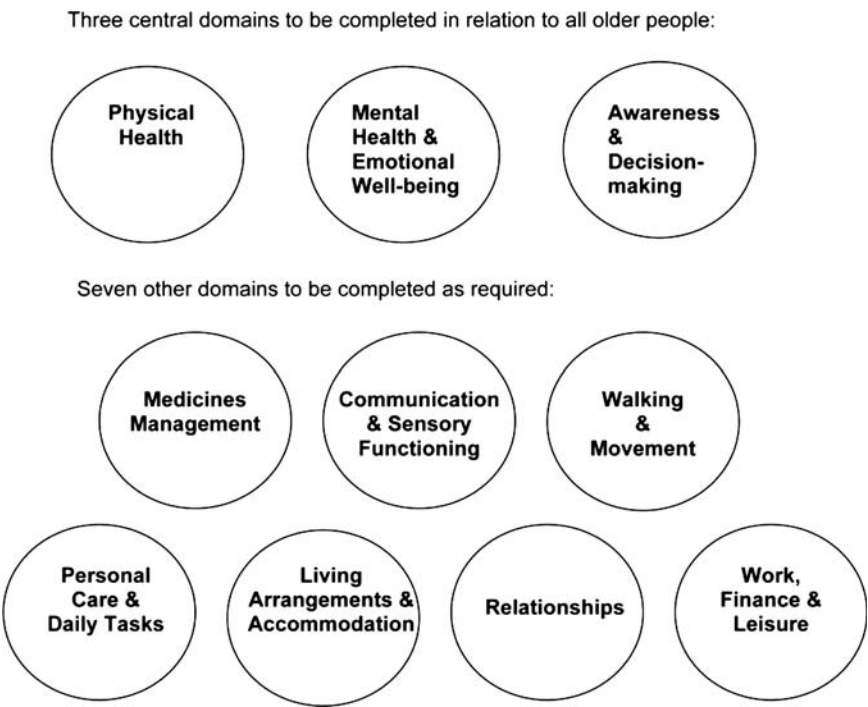 Three central domains to be completed in relation to all older people:
Physical
Health
Mental
Health &
Emotional
Well-being
Awareness
&
Decision-
making
Seven other domains to be completed as required:
Medicines
Management
Communication
& Sensory
Functioning
Walking
&
Movement
Personal
Care &
Daily Tasks
Living
Arrangements &
Accommodation
Relationships
Work,
Finance &
Leisure